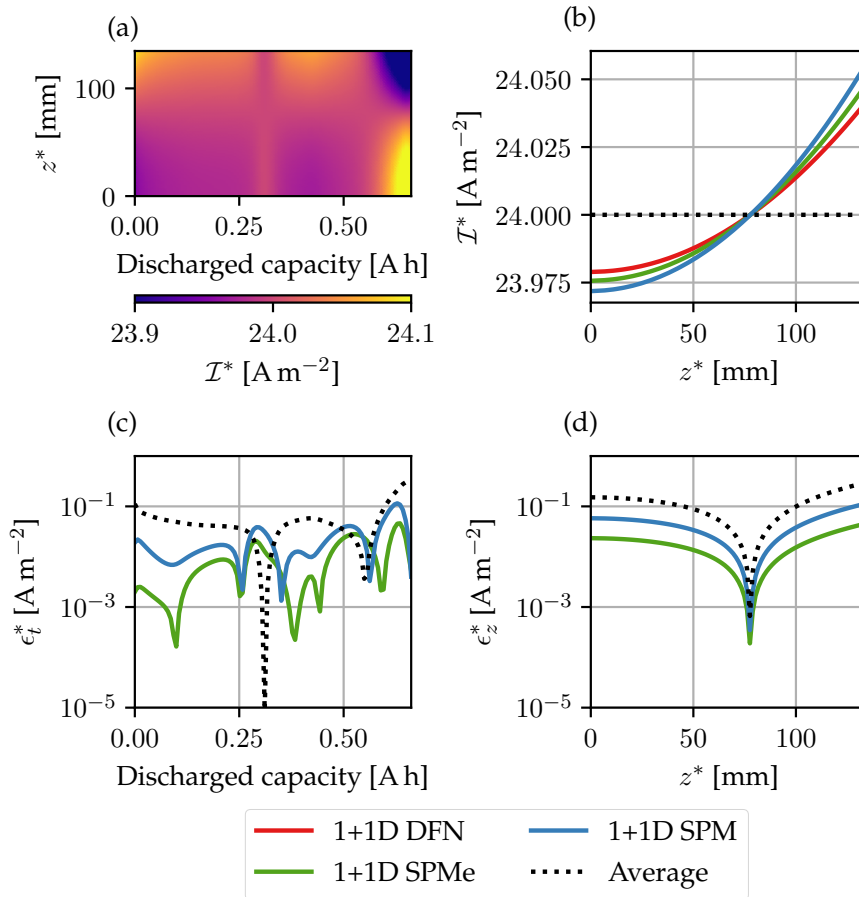 (a)
(b)
z* [mm]
100
0
0.00
0.25
0.50
Discharged capacity [A h]
23.9
24.0
24.1
ℐ* [A m⁻²]
ℐ* [A m⁻²]
24.050
24.025
24.000
23.975
0
50
100
z* [mm]
(c)
(d)
ϵₜ* [A m⁻²]
10⁻¹
10⁻³
10⁻⁵
0.00
0.25
0.50
Discharged capacity [A h]
ϵ_z* [A m⁻²]
10⁻¹
10⁻³
10⁻⁵
0
50
100
z* [mm]
1+1D DFN
1+1D SPM
1+1D SPMe
Average